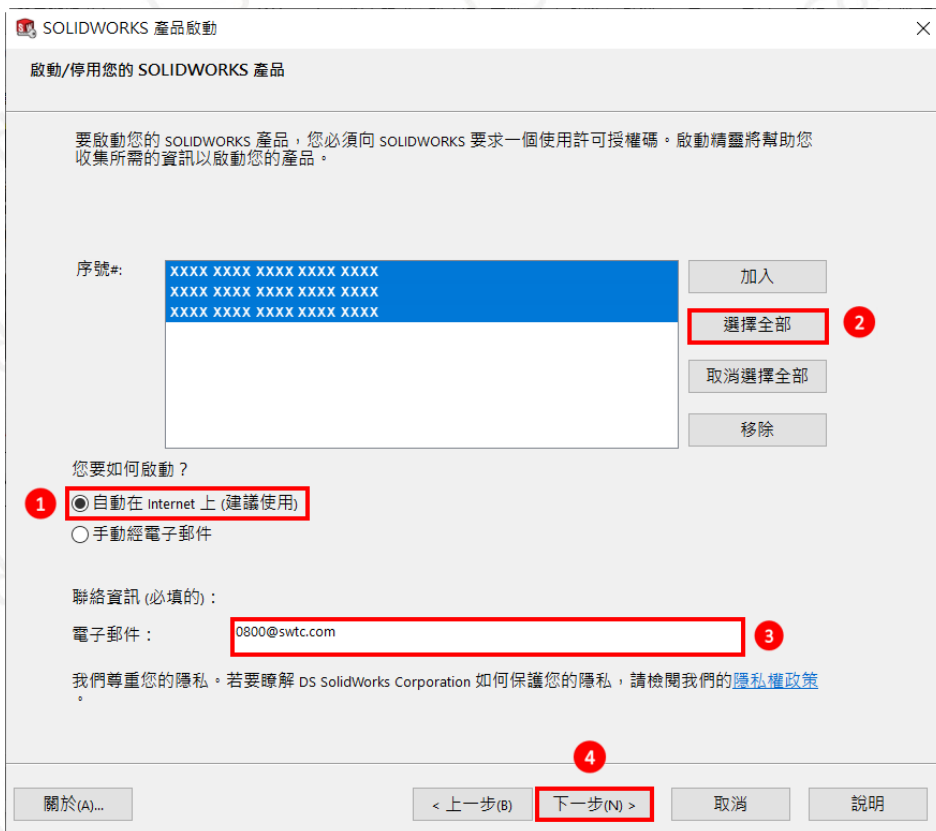 SOLIDWORKS 產品啟動
啟動/停用您的 SOLIDWORKS 產品
要啟動您的 SOLIDWORKS 產品，您必須向 SOLIDWORKS 要求一個使用許可授權碼。啟動精靈將幫助您
收集所需的資訊以啟動您的產品。
序號#:
XXXX XXXX XXXX XXXX XXXX
XXXX XXXX XXXX XXXX XXXX
XXXX XXXX XXXX XXXX XXXX
加入
選擇全部
2
取消選擇全部
移除
您要如何啟動？
1
自動在 Internet 上 (建議使用)
手動經電子郵件
聯絡資訊 (必填的)：
電子郵件：
0800@swtc.com
3
我們尊重您的隱私。若要瞭解 DS SolidWorks Corporation 如何保護您的隱私，請檢閱我們的隱私權政策
。
4
關於(A)...
< 上一步(B)
下一步(N) >
取消
說明